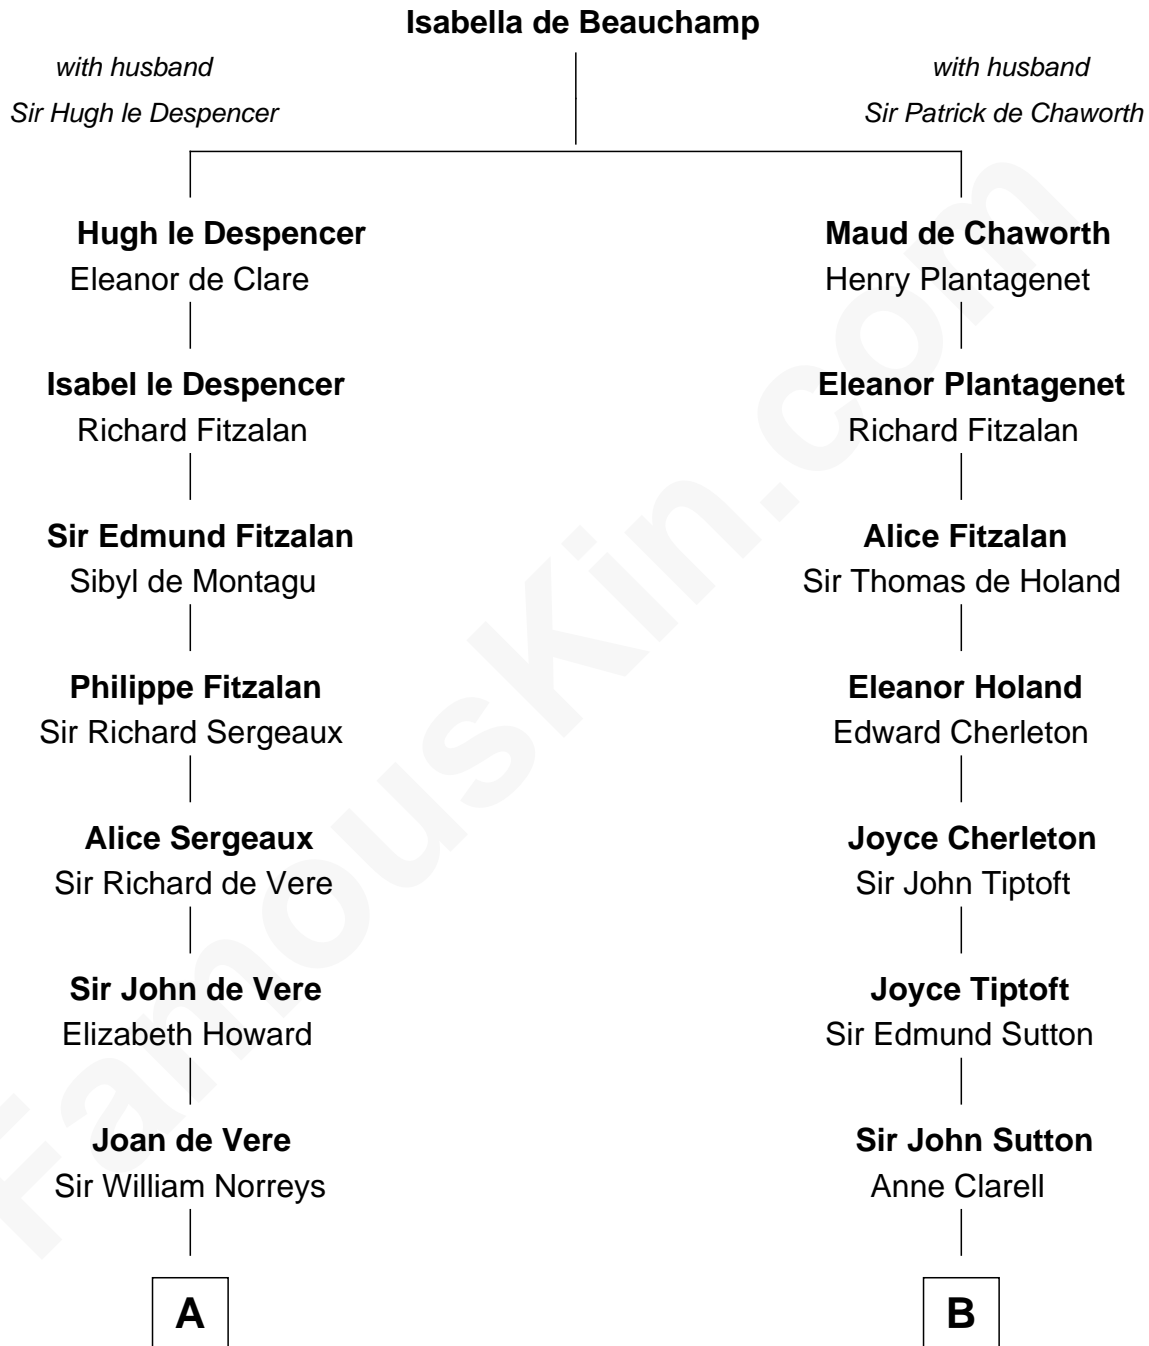 Isabella de Beauchamp
with husband
Sir Hugh le Despencer
with husband
Sir Patrick de Chaworth
Hugh le Despencer
Eleanor de Clare
Maud de Chaworth
Henry Plantagenet
Isabel le Despencer
Richard Fitzalan
Eleanor Plantagenet
Richard Fitzalan
Sir Edmund Fitzalan
Sibyl de Montagu
Alice Fitzalan
Sir Thomas de Holand
Philippe Fitzalan
Sir Richard Sergeaux
Eleanor Holand
Edward Cherleton
Alice Sergeaux
Sir Richard de Vere
Joyce Cherleton
Sir John Tiptoft
Sir John de Vere
Elizabeth Howard
Joyce Tiptoft
Sir Edmund Sutton
Joan de Vere
Sir William Norreys
Sir John Sutton
Anne Clarell
A
B
FamousKin.com